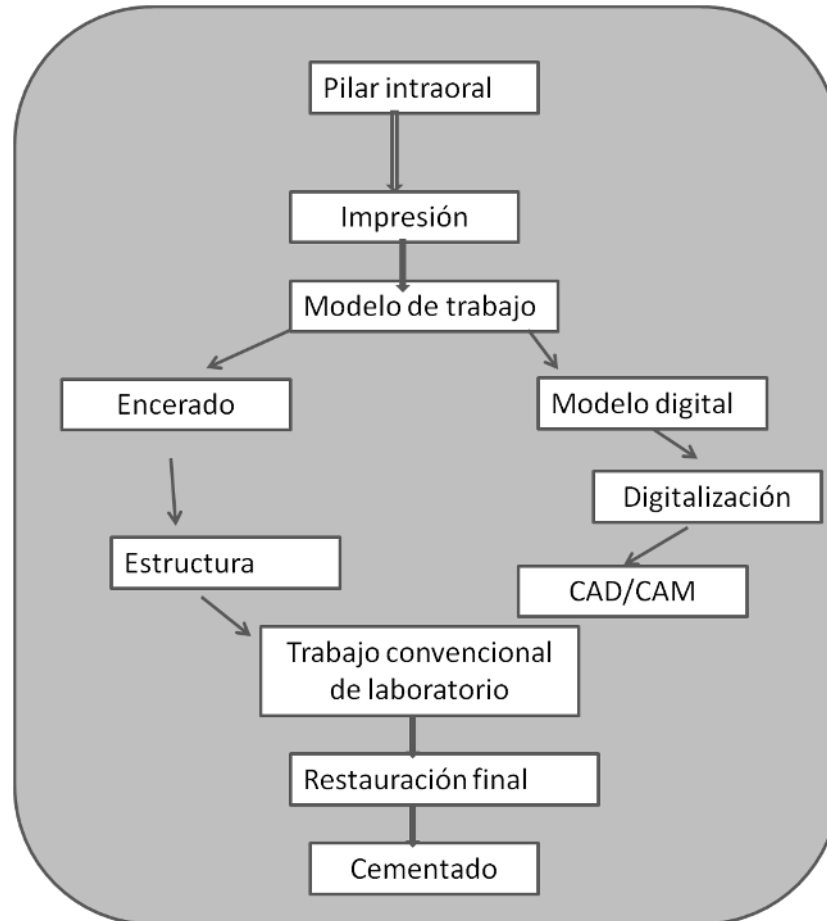 Pilar intraoral
Impresión
Modelo de trabajo
Encerado
Modelo digital
Digitalización
Estructura
CAD/CAM
Trabajo convencional
de laboratorio
Restauración final
Cementado